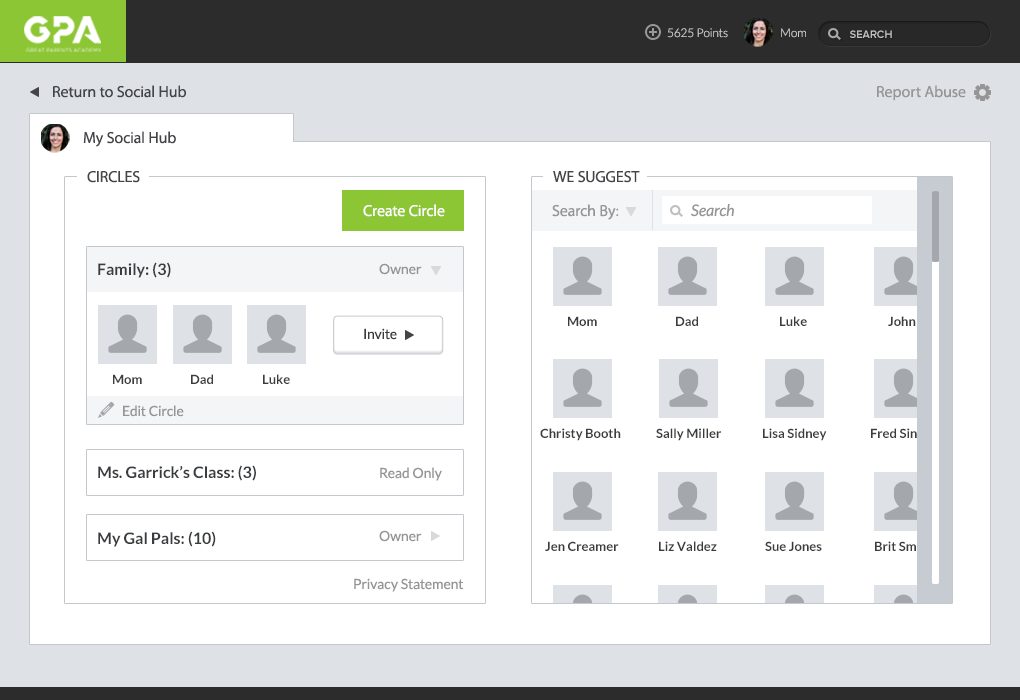 GPA
GREAT PARENTS ACADEMY
5625 Points
Mom
SEARCH
Return to Social Hub
Report Abuse
My Social Hub
CIRCLES
Create Circle
Family: (3)
Owner
Mom
Dad
Luke
Invite
Edit Circle
Ms. Garrick’s Class: (3)
Read Only
My Gal Pals: (10)
Owner
Privacy Statement
WE SUGGEST
Search By:
Search
Mom
Dad
Luke
John
Christy Booth
Sally Miller
Lisa Sidney
Fred Sin
Jen Creamer
Liz Valdez
Sue Jones
Brit Sm